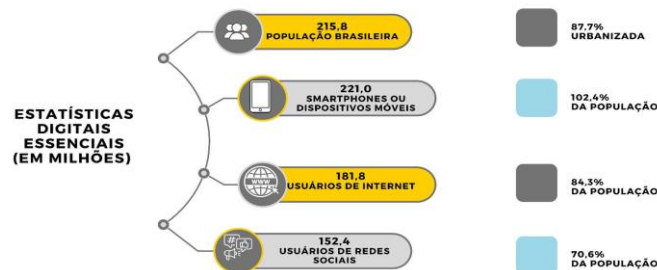 ESTATÍSTICAS
DIGITAIS
ESSENCIAIS
(EM MILHÕES)
215,8
POPULAÇÃO BRASILEIRA
87,7%
URBANIZADA
221,0
SMARTPHONES OU
DISPOSITIVOS MÓVEIS
102,4%
DA POPULAÇÃO
WWW
181,8
USUÁRIOS DE INTERNET
84,3%
DA POPULAÇÃO
#
152,4
USUÁRIOS DE REDES
SOCIAIS
70,6%
DA POPULAÇÃO